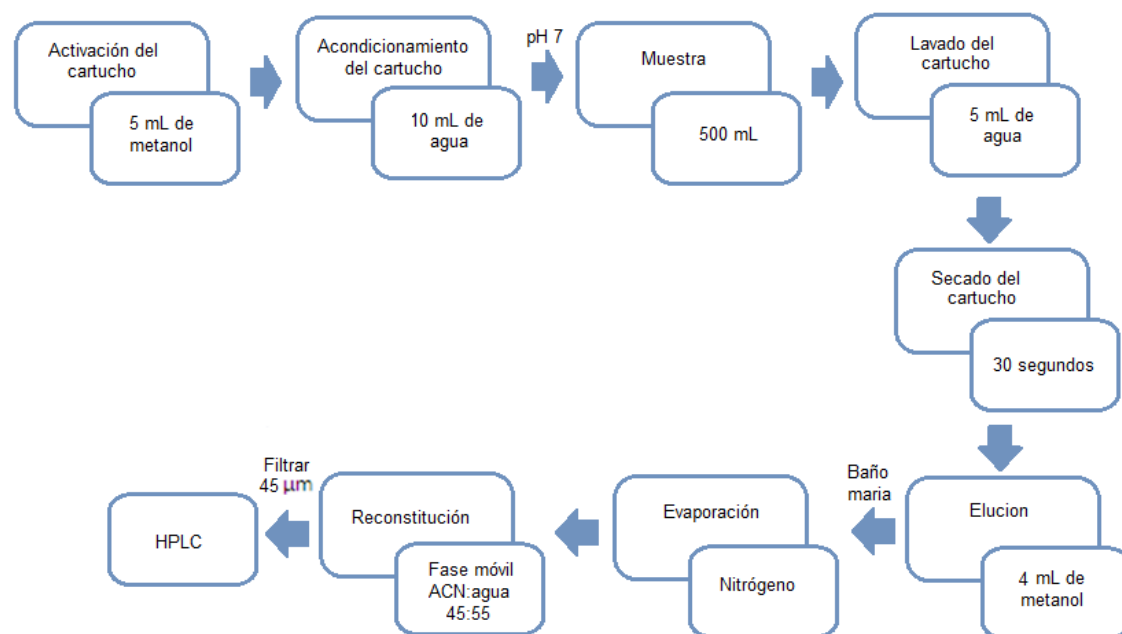 Activación del
cartucho
5 mL de
metanol
Acondicionamiento
del cartucho
10 mL de
agua
pH 7
Muestra
500 mL
Lavado del
cartucho
5 mL de
agua
Secado del
cartucho
30 segundos
Elucion
4 mL de
metanol
Baño
maria
Evaporación
Nitrógeno
Reconstitución
Fase móvil
ACN:agua
45:55
Filtrar
45 µm
HPLC